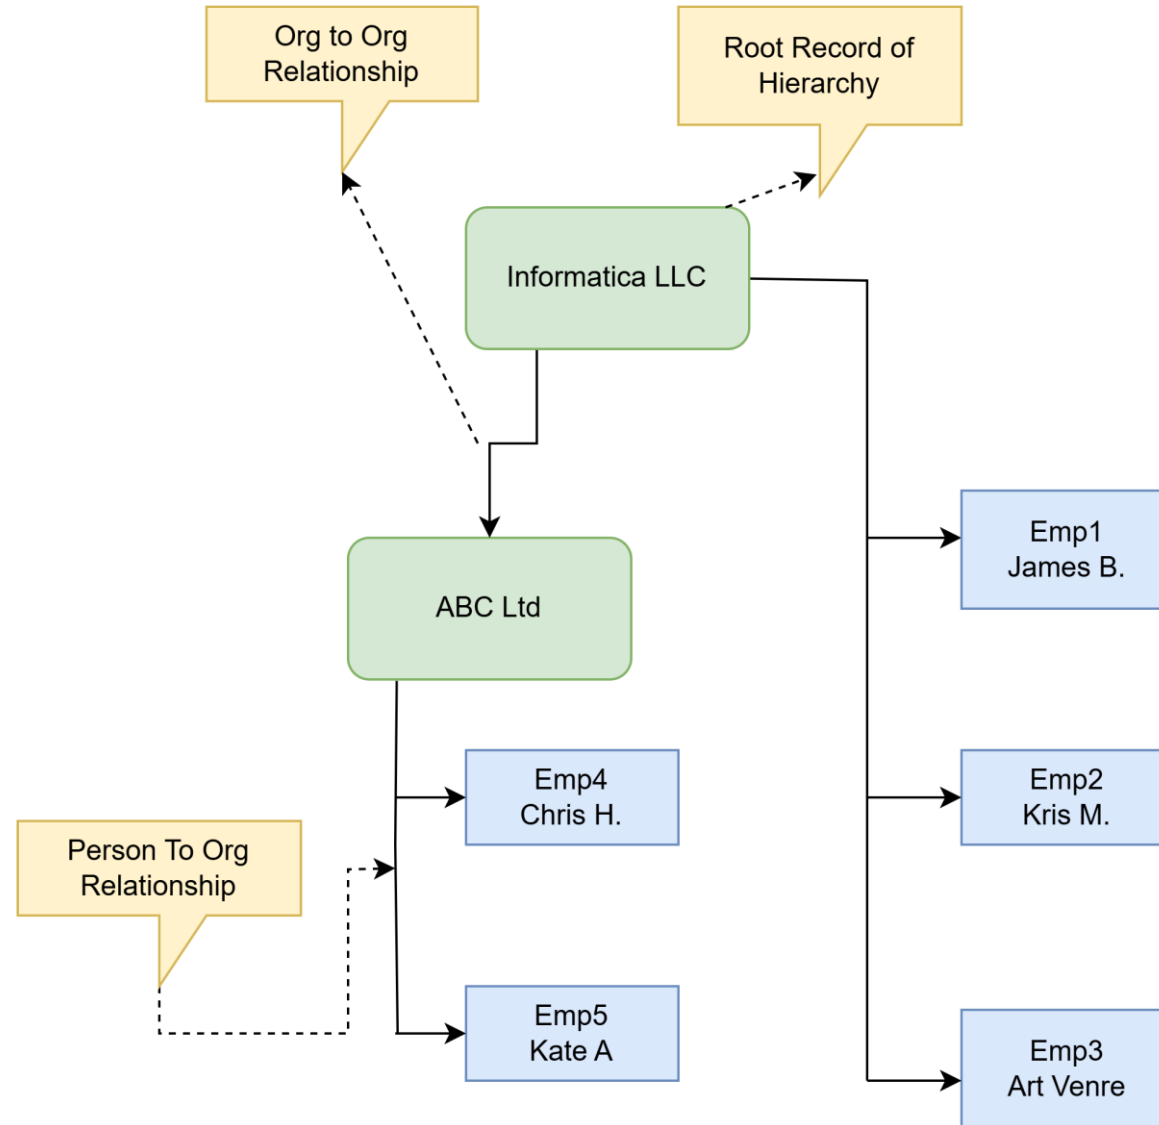 Org to Org
Relationship
Root Record of
Hierarchy
Informatica LLC
Emp1
James B.
ABC Ltd
Emp4
Chris H.
Emp2
Kris M.
Person To Org
Relationship
Emp5
Kate A
Emp3
Art Venre